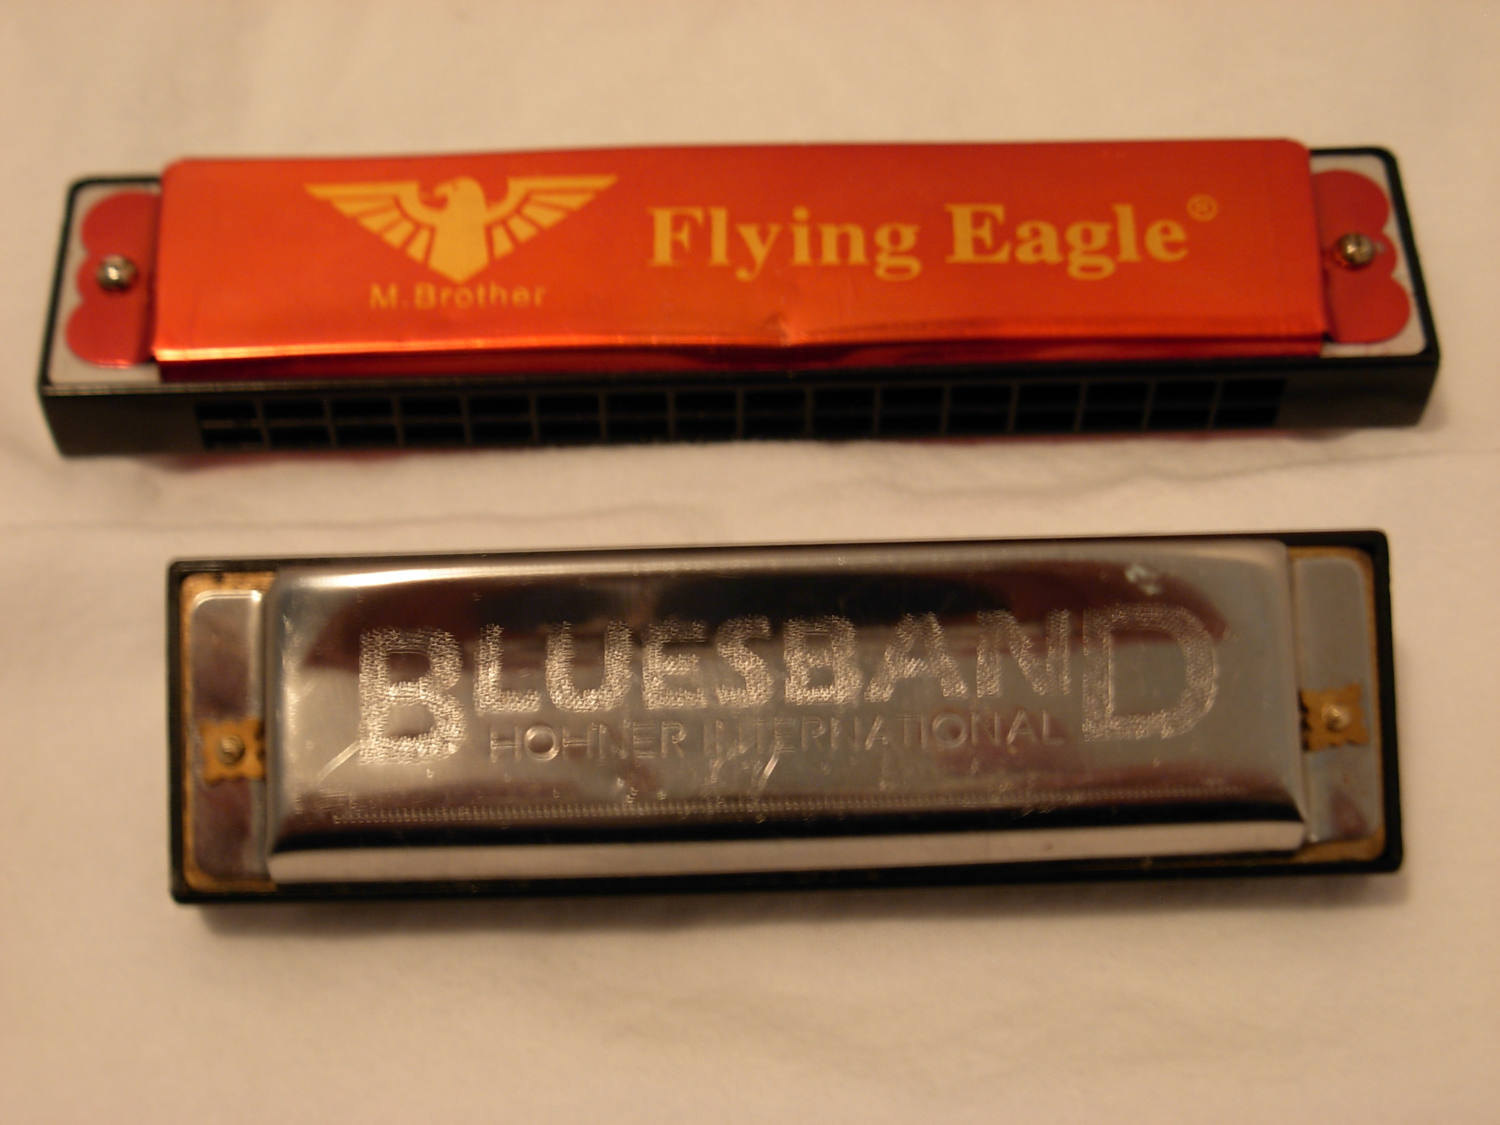 Flying Eagle®
M.Brother
BLUESBAND
HOHNER INTERNATIONAL